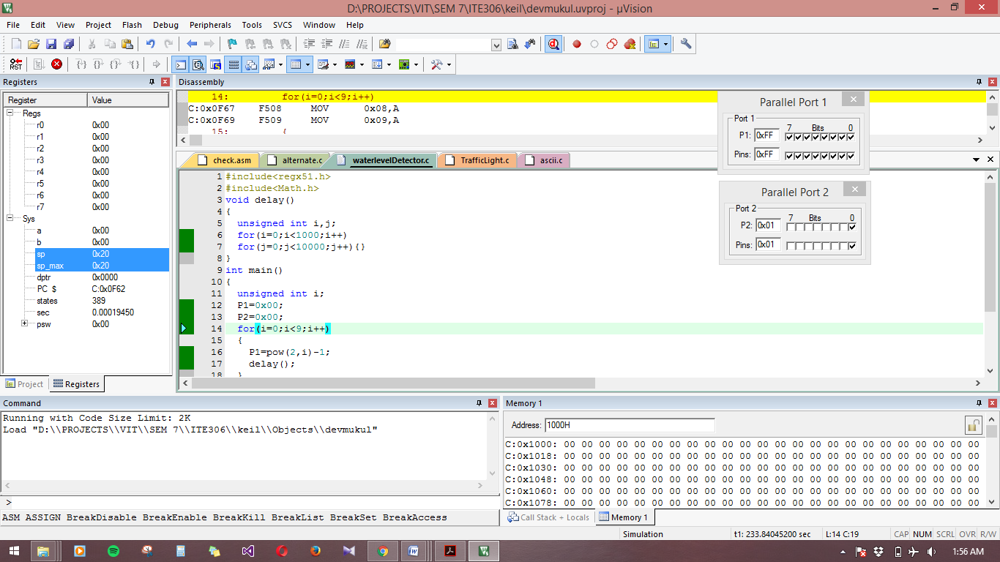 D:\PROJECTS\VIT\SEM 7\ITE306\keil\devmukul.uvproj - µVision
File Edit View Project Flash Debug Peripherals Tools SVCS Window Help
RST
Registers
Register Value
Regs
r0 0x00
r1 0x00
r2 0x00
r3 0x00
r4 0x00
r5 0x00
r6 0x00
r7 0x00
Sys
a 0x00
b 0x00
sp 0x20
sp_max 0x20
dptr 0x0000
PC $ C:0x0F62
states 389
sec 0.00019450
psw 0x00
Project Registers
Disassembly
14: for(i=0;i<9;i++)
C:0x0F67 F508 MOV 0x08,A
C:0x0F69 F509 MOV 0x09,A
15: {
Parallel Port 1
Port 1
7 Bits 0
P1: 0xFF
Pins: 0xFF
Parallel Port 2
Port 2
7 Bits 0
P2: 0x01
Pins: 0x01
check.asm alternate.c waterlevelDetector.c TrafficLight.c ascii.c
1 #include<regx51.h>
2 #include<Math.h>
3 void delay()
4 {
5 unsigned int i,j;
6 for(i=0;i<1000;i++)
7 for(j=0;j<10000;j++){}
8 }
9 int main()
10 {
11 unsigned int i;
12 P1=0x00;
13 P2=0x00;
14 for(i=0;i<9;i++)
15 {
16 P1=pow(2,i)-1;
17 delay();
18 }
Command
Running with Code Size Limit: 2K
Load "D:\\PROJECTS\\VIT\\SEM 7\\ITE306\\keil\\Objects\\devmukul"
>
ASM ASSIGN BreakDisable BreakEnable BreakKill BreakList BreakSet BreakAccess
Memory 1
Address: 1000H
C:0x1000: 00 00 00 00 00 00 00 00 00 00 00 00 00 00 00 00 00 00 00 00 00 00 00 00
C:0x1018: 00 00 00 00 00 00 00 00 00 00 00 00 00 00 00 00 00 00 00 00 00 00 00 00
C:0x1030: 00 00 00 00 00 00 00 00 00 00 00 00 00 00 00 00 00 00 00 00 00 00 00 00
C:0x1048: 00 00 00 00 00 00 00 00 00 00 00 00 00 00 00 00 00 00 00 00 00 00 00 00
C:0x1060: 00 00 00 00 00 00 00 00 00 00 00 00 00 00 00 00 00 00 00 00 00 00 00 00
C:0x1078: 00 00 00 00 00 00 00 00 00 00 00 00 00 00 00 00 00 00 00 00 00 00 00 00
Call Stack + Locals Memory 1
Simulation t1: 233.84045200 sec L:14 C:19 CAP NUM SCRL OVR R/W
1:56 AM